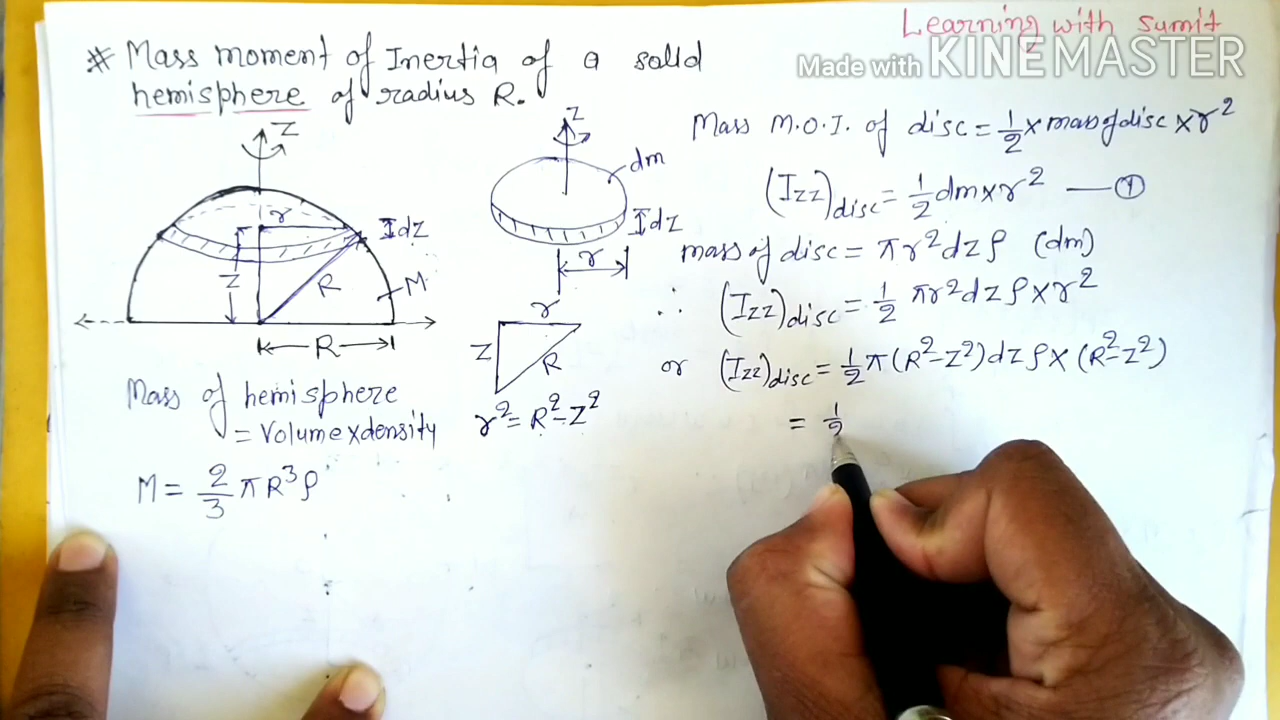 Learning with sumit
Made with KINEMASTER
# Mass moment of Inertia of a solid
hemisphere of radius R.
Z
r
dz
Z
R
M
R
Z
dm
dz
r
r
Z
R
Mass of hemisphere
= Volume x density
r² = R² - Z²
M = 2/3 π R³ ρ
Mass M.O.I. of disc = 1/2 x mass of disc x r²
(Izz)disc = 1/2 dm x r² — ①
mass of disc = π r² dz ρ (dm)
∴ (Izz)disc = 1/2 π r² dz ρ x r²
or (Izz)disc = 1/2 π (R² - Z²) dz ρ x (R² - Z²)
= 1/2